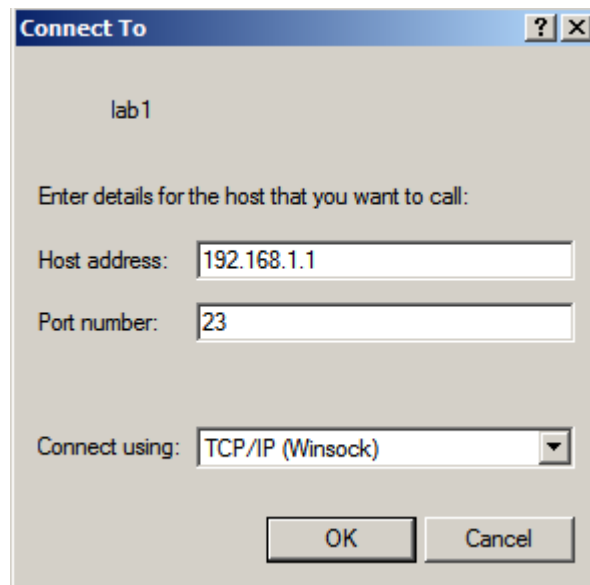 Connect To
lab1
Enter details for the host that you want to call:
Host address: 192.168.1.1
Port number: 23
Connect using: TCP/IP (Winsock)
OK Cancel